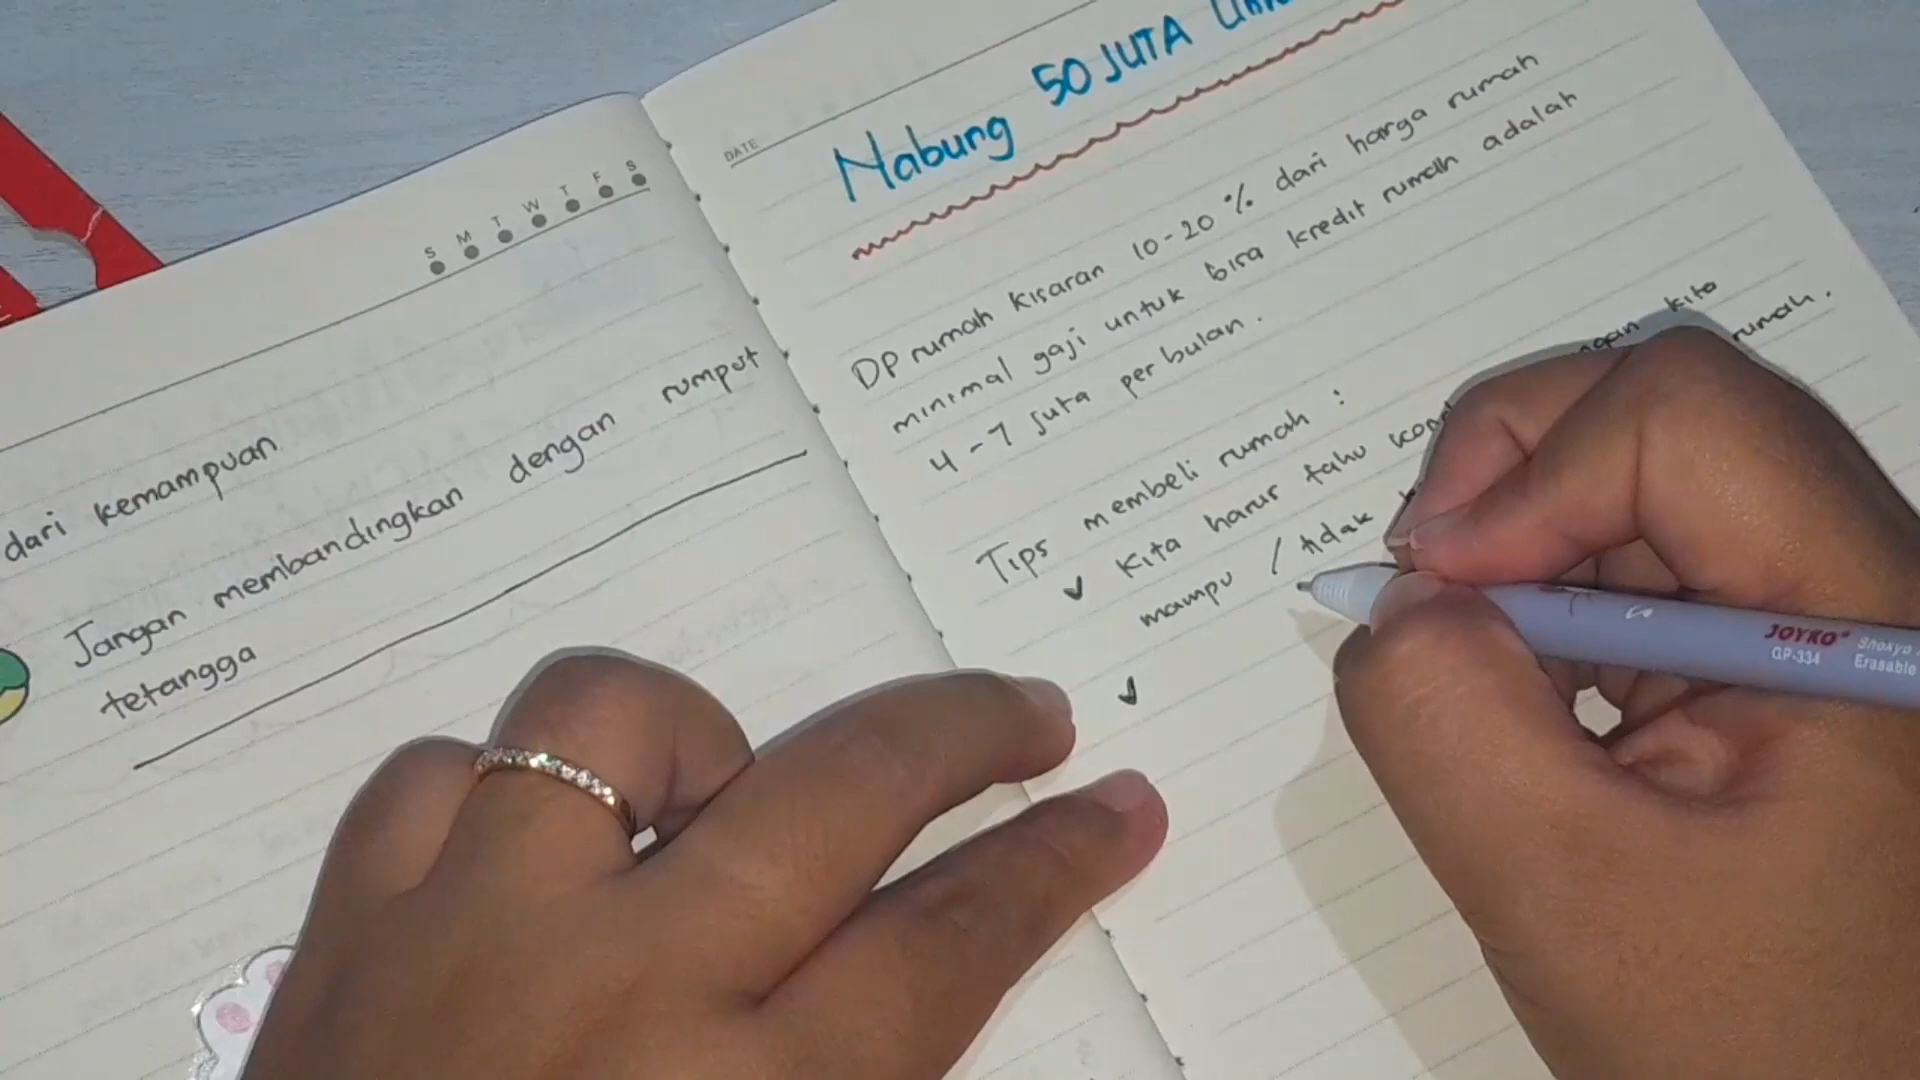 S M T W T F S
dari kemampuan
Jangan membandingkan dengan rumput
tetangga
DATE
Nabung 50 JUTA
DP rumah kisaran 10-20 % dari harga rumah
minimal gaji untuk bisa kredit rumah adalah
4-7 juta per bulan.
Tips membeli rumah :
✓ Kita harus tahu kita
mampu / tidak rumah.
✓
JOYKO
GP-334
Erasable